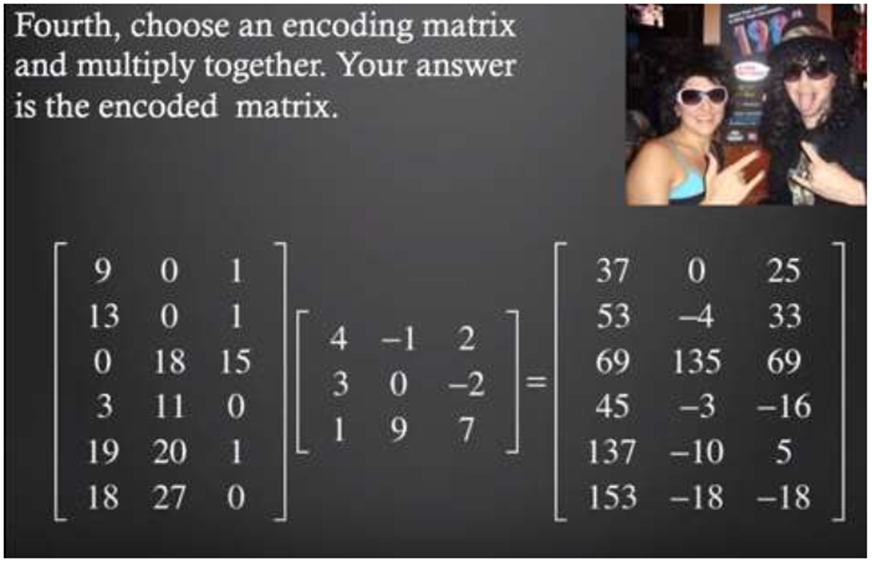 Fourth, choose an encoding matrix
and multiply together. Your answer
is the encoded matrix.
199
9 0 1
13 0 1
0 18 15
3 11 0
19 20 1
18 27 0
4 -1 2
3 0 -2
1 9 7
=
37 0 25
53 -4 33
69 135 69
45 -3 -16
137 -10 5
153 -18 -18